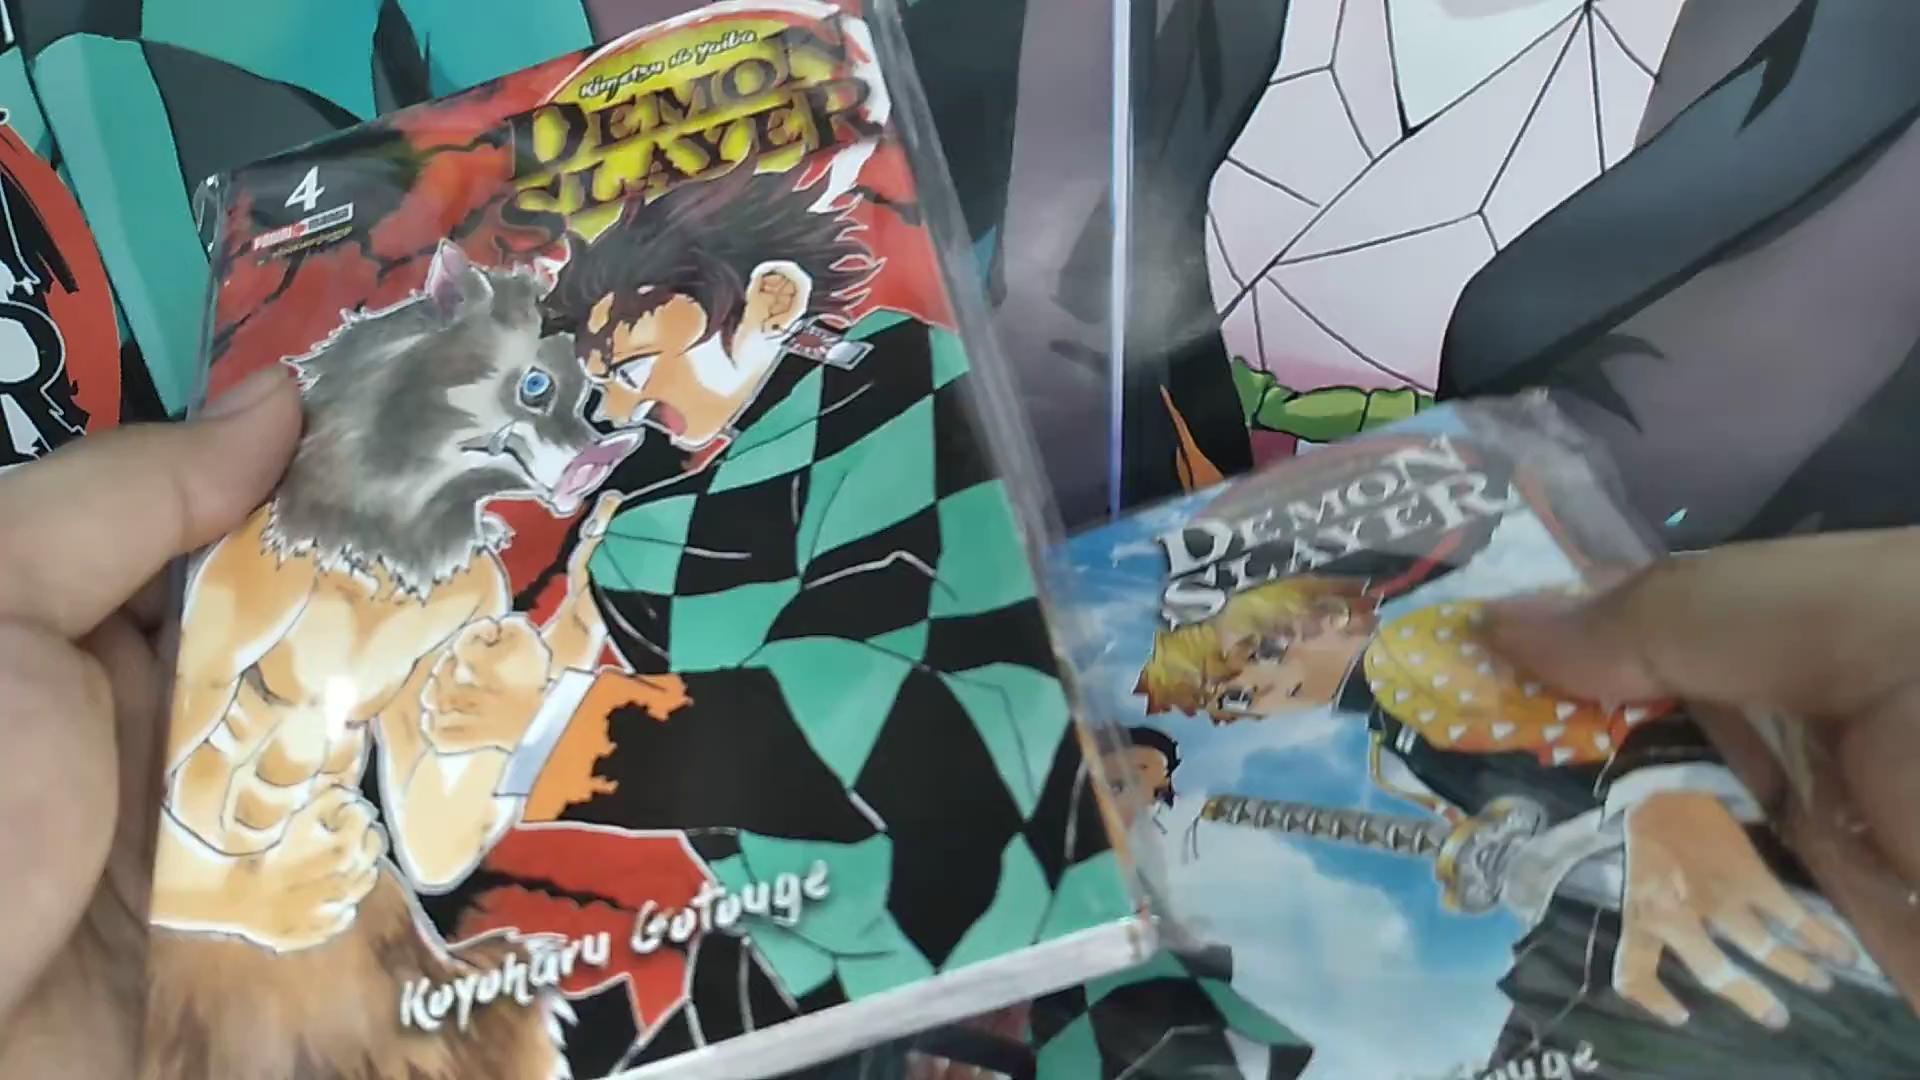 Kimetsu no Yaiba
DEMON
SLAYER
4
PANINI MANGA
Koyoharu Gotouge
DEMON
SLAYER